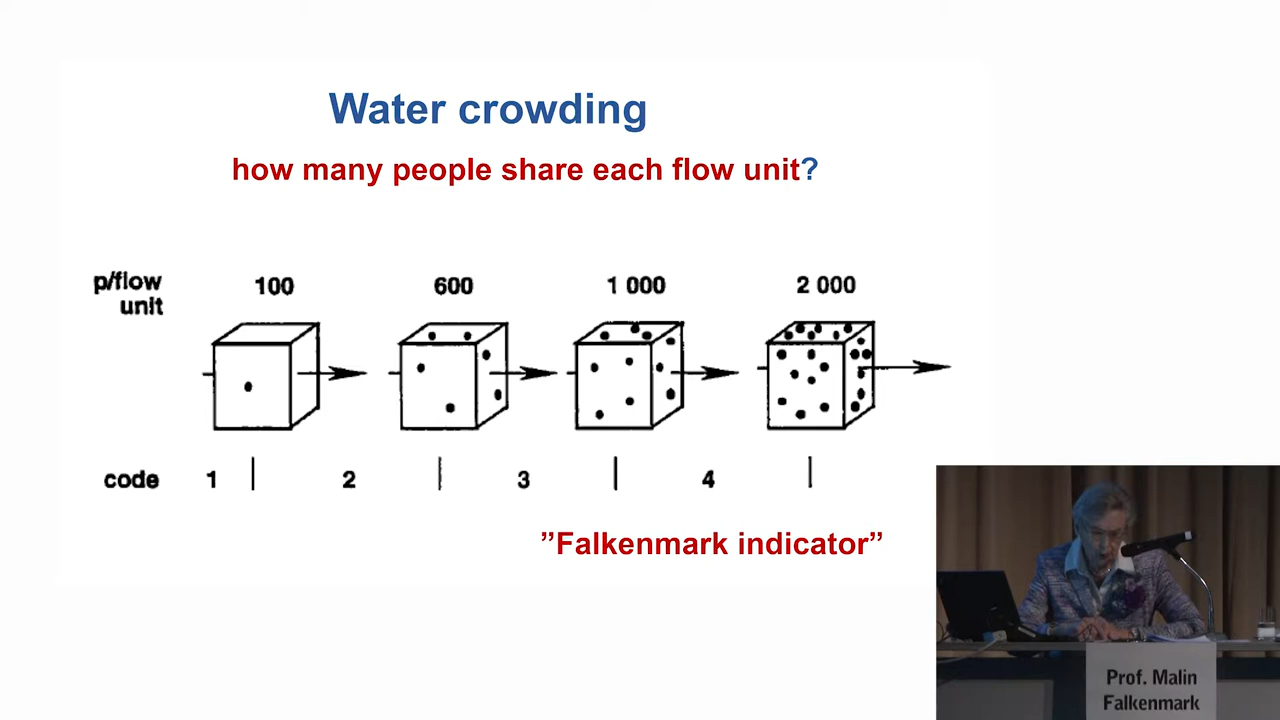 Water crowding
how many people share each flow unit?
p/flow unit 100 600 1 000 2 000
code 1 2 3 4
”Falkenmark indicator”
Prof. Malin
Falkenmark